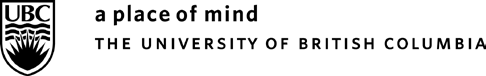 UBC
a place of mind
THE UNIVERSITY OF BRITISH COLUMBIA